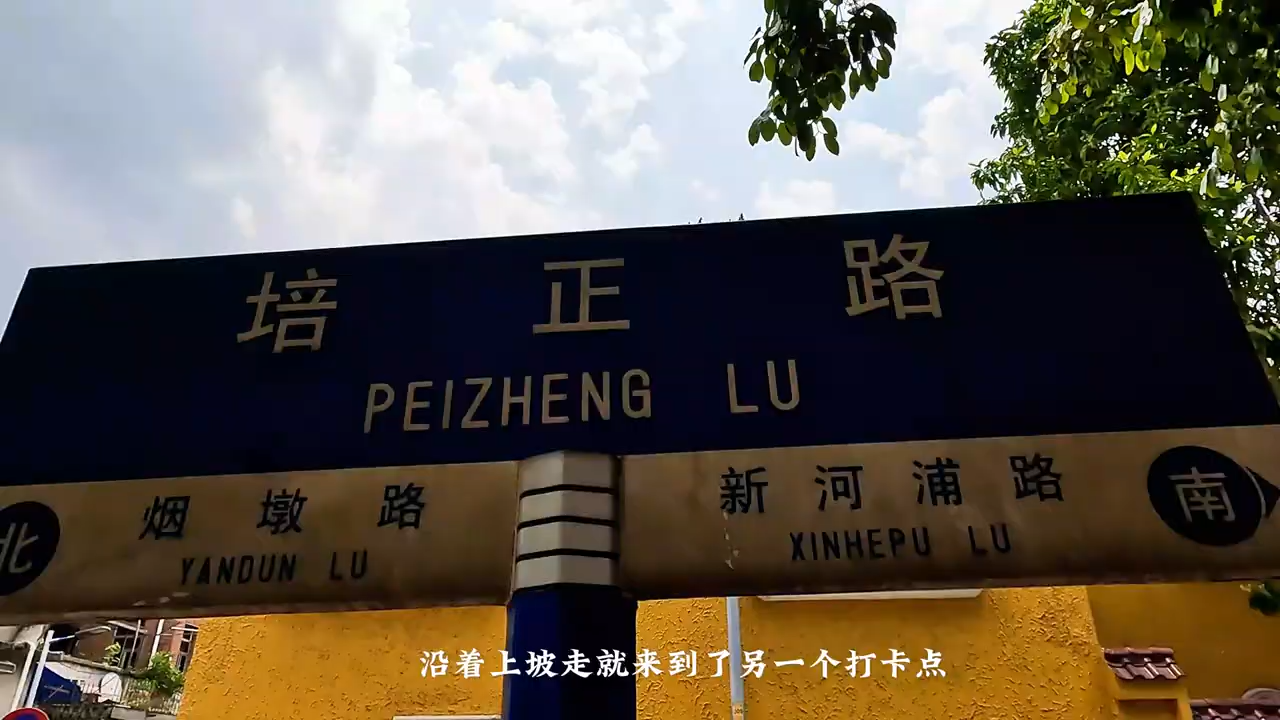 培正路
PEIZHENG LU
北
烟墩路
YANDUN LU
新河浦路
XINHEPU LU
南
沿着上坡走就来到了另一个打卡点